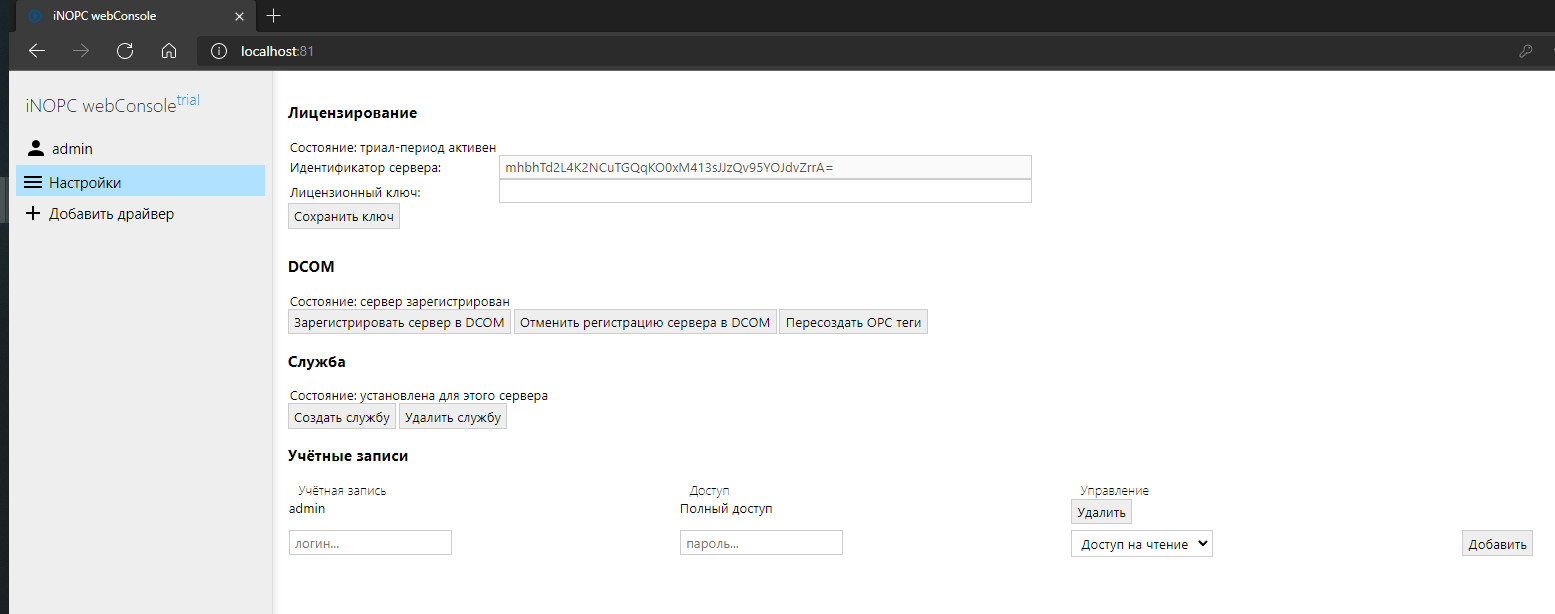 iNOPC webConsole
localhost:81
iNOPC webConsole trial
admin
Настройки
Добавить драйвер
Лицензирование
Состояние: триал-период активен
Идентификатор сервера: mhbhTd2L4K2NCuTGQqKO0xM413sJJzQv95YOJdvZrrA=
Лицензионный ключ:
Сохранить ключ
DCOM
Состояние: сервер зарегистрирован
Зарегистрировать сервер в DCOM Отменить регистрацию сервера в DCOM Пересоздать OPC теги
Служба
Состояние: установлена для этого сервера
Создать службу Удалить службу
Учётные записи
Учётная запись Доступ Управление
admin Полный доступ Удалить
логин... пароль... Доступ на чтение Добавить